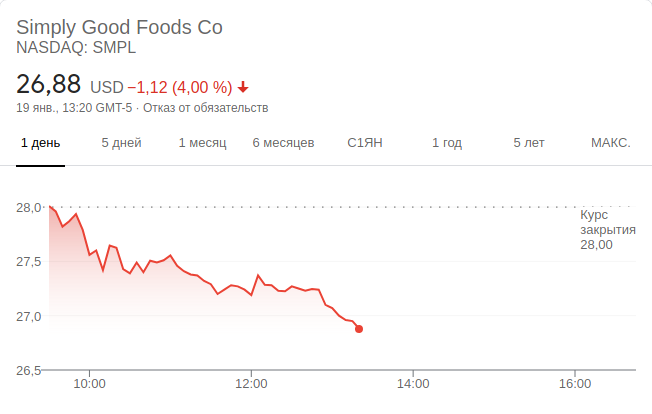 Simply Good Foods Co
NASDAQ: SMPL
26,88 USD −1,12 (4,00 %)
19 янв., 13:20 GMT-5 · Отказ от обязательств
1 день 5 дней 1 месяц 6 месяцев С1ЯН 1 год 5 лет МАКС.
28,0
Курс
закрытия
28,00
27,5
27,0
26,5
10:00 12:00 14:00 16:00